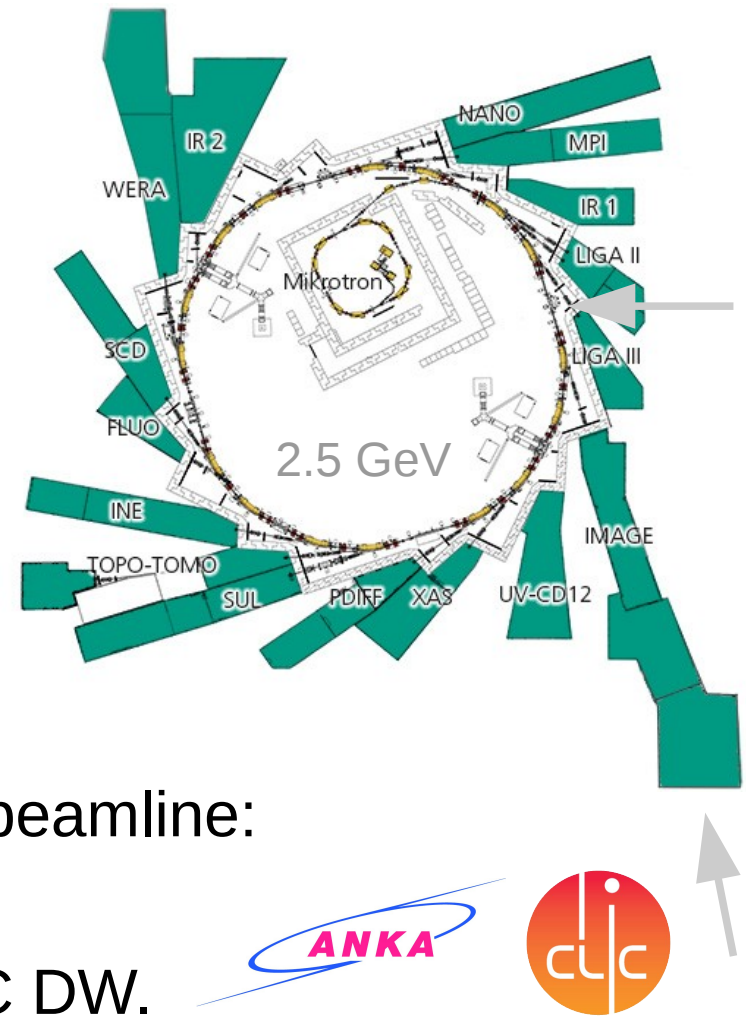 NANO
IR 2
MPI
WERA
IR 1
LIGA II
Mikrotron
SCD
LIGA III
FLUO
2.5 GeV
INE
IMAGE
TOPO-TOMO
SUL
PDIFF
XAS
UV-CD12
beamline:
ANKA
clic
C DW.